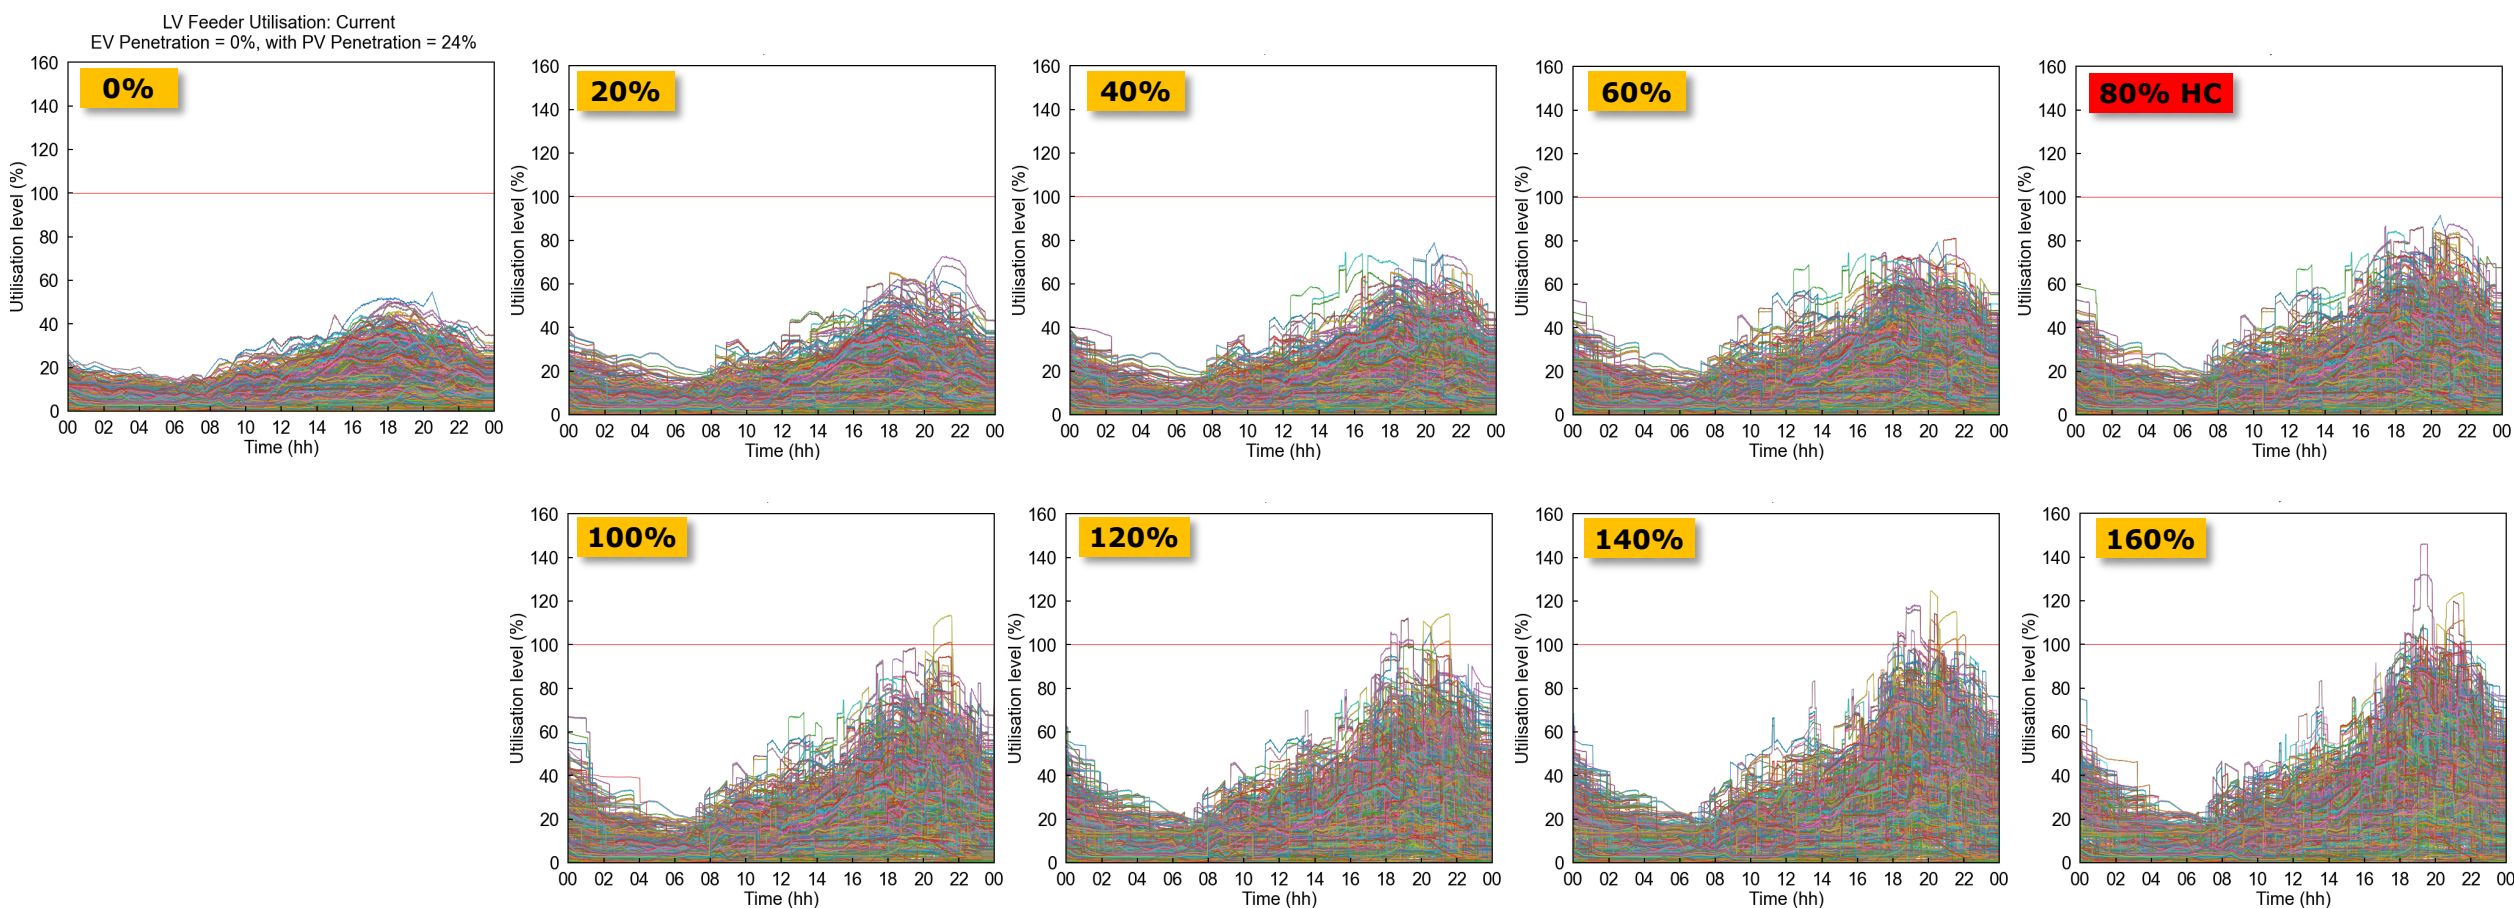 LV Feeder Utilisation: Current
EV Penetration = 0%, with PV Penetration = 24%
0%
Utilisation level (%)
160
140
120
100
80
60
40
20
0
00 02 04 06 08 10 12 14 16 18 20 22 00
Time (hh)
20%
Utilisation level (%)
160
140
120
100
80
60
40
20
0
00 02 04 06 08 10 12 14 16 18 20 22 00
Time (hh)
40%
Utilisation level (%)
160
140
120
100
80
60
40
20
0
00 02 04 06 08 10 12 14 16 18 20 22 00
Time (hh)
60%
Utilisation level (%)
160
140
120
100
80
60
40
20
0
00 02 04 06 08 10 12 14 16 18 20 22 00
Time (hh)
80% HC
Utilisation level (%)
160
140
120
100
80
60
40
20
0
00 02 04 06 08 10 12 14 16 18 20 22 00
Time (hh)
100%
Utilisation level (%)
160
140
120
100
80
60
40
20
0
00 02 04 06 08 10 12 14 16 18 20 22 00
Time (hh)
120%
Utilisation level (%)
160
140
120
100
80
60
40
20
0
00 02 04 06 08 10 12 14 16 18 20 22 00
Time (hh)
140%
Utilisation level (%)
160
140
120
100
80
60
40
20
0
00 02 04 06 08 10 12 14 16 18 20 22 00
Time (hh)
160%
Utilisation level (%)
160
140
120
100
80
60
40
20
0
00 02 04 06 08 10 12 14 16 18 20 22 00
Time (hh)